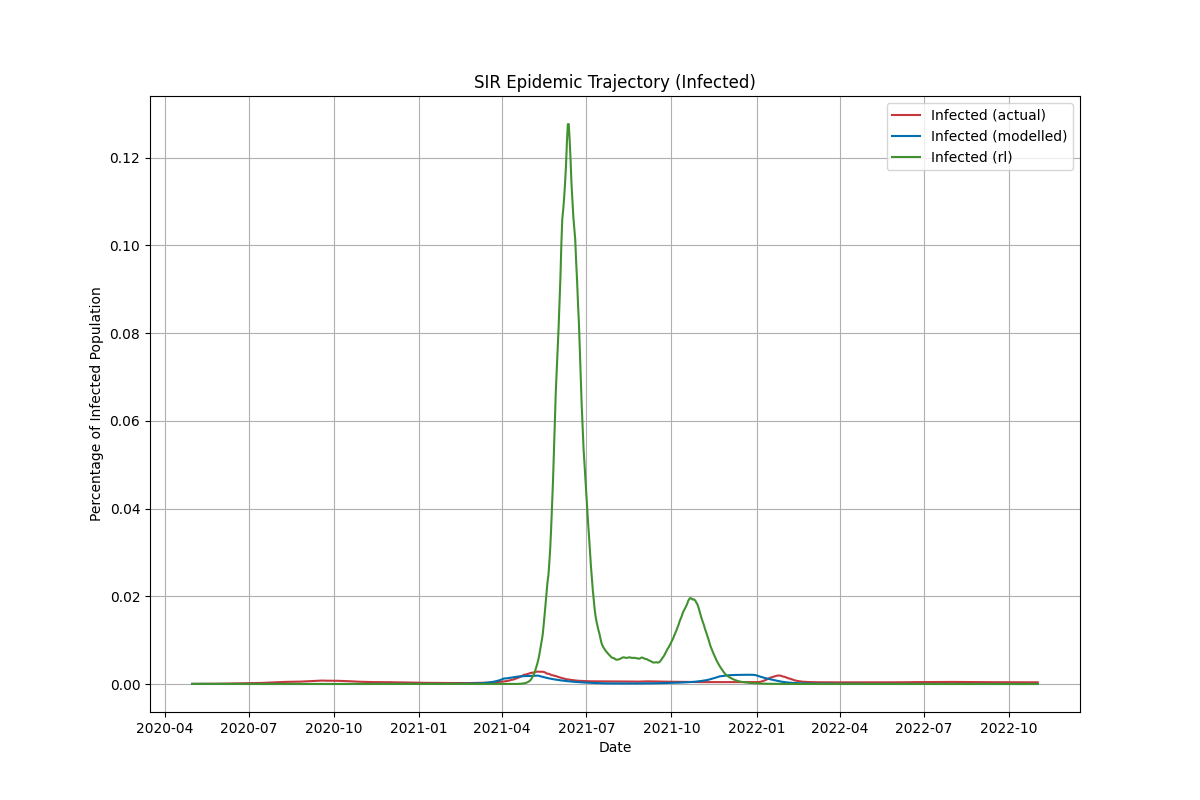 SIR Epidemic Trajectory (Infected)
Infected (actual)
Infected (modelled)
Infected (rl)
Percentage of Infected Population
0.12
0.10
0.08
0.06
0.04
0.02
0.00
2020-04 2020-07 2020-10 2021-01 2021-04 2021-07 2021-10 2022-01 2022-04 2022-07 2022-10
Date